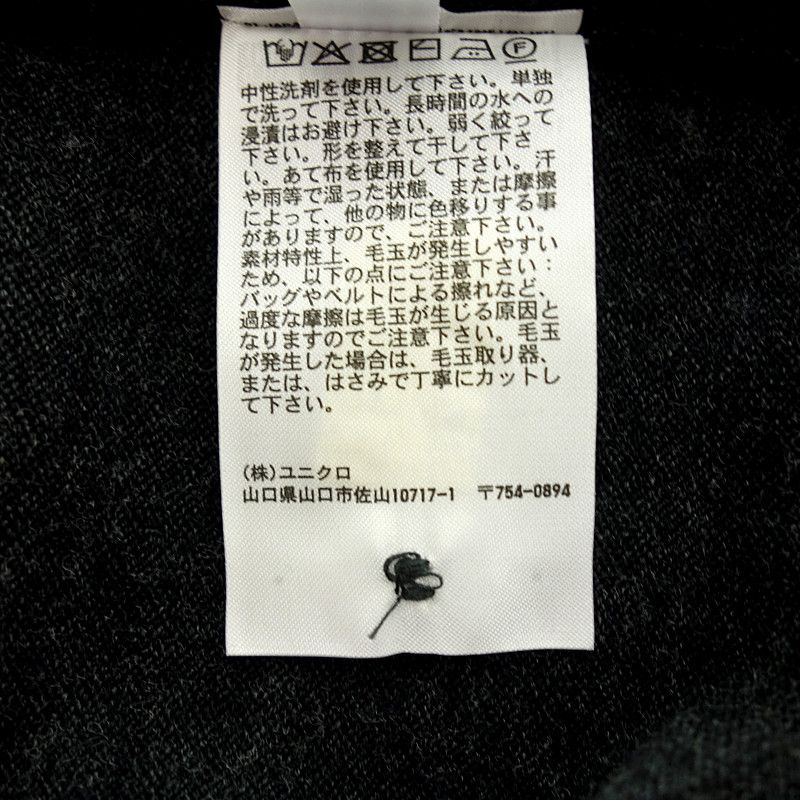 中性洗剤を使用して下さい。単独
で洗って下さい。長時間の水への
浸漬はお避け下さい。弱く絞って
下さい。形を整えて干して下さ
い。あて布を使用して下さい。汗
や雨等で湿った状態、または摩擦
によって、他の物に色移りする事
がありますので、ご注意下さい。
素材特性上、毛玉が発生しやすい
ため、以下の点にご注意下さい：
バッグやベルトによる擦れなど、
過度な摩擦は毛玉が生じる原因と
なりますのでご注意下さい。毛玉
が発生した場合は、毛玉取り器、
または、はさみで丁寧にカットし
て下さい。
(株)ユニクロ
山口県山口市佐山10717-1 〒754-0894